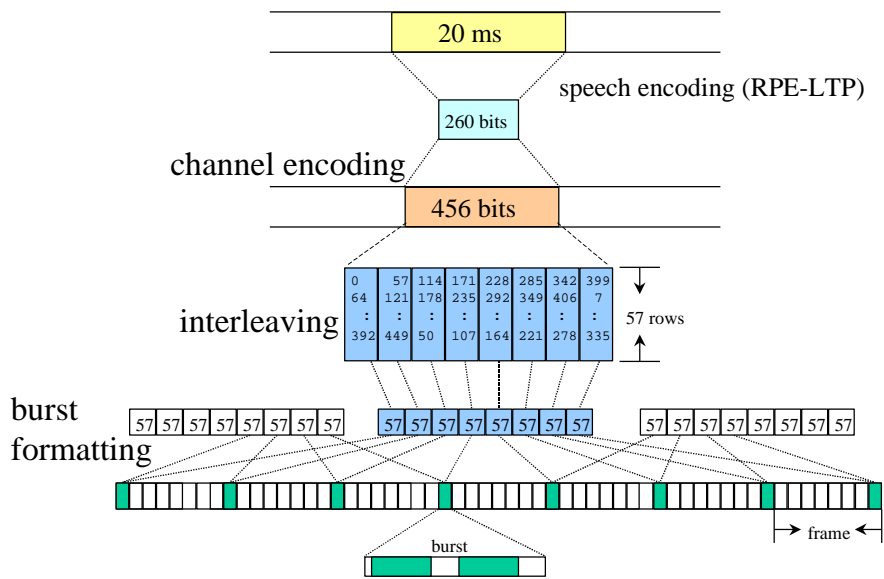 20 ms
speech encoding (RPE-LTP)
260 bits
channel encoding
456 bits
0 57 114 171 228 285 342 399
64 121 178 235 292 349 406 7
: : : : : : : :
392 449 50 107 164 221 278 335
interleaving
57 rows
burst
formatting
57 57 57 57 57 57 57 57
57 57 57 57 57 57 57 57
57 57 57 57 57 57 57 57
frame
burst